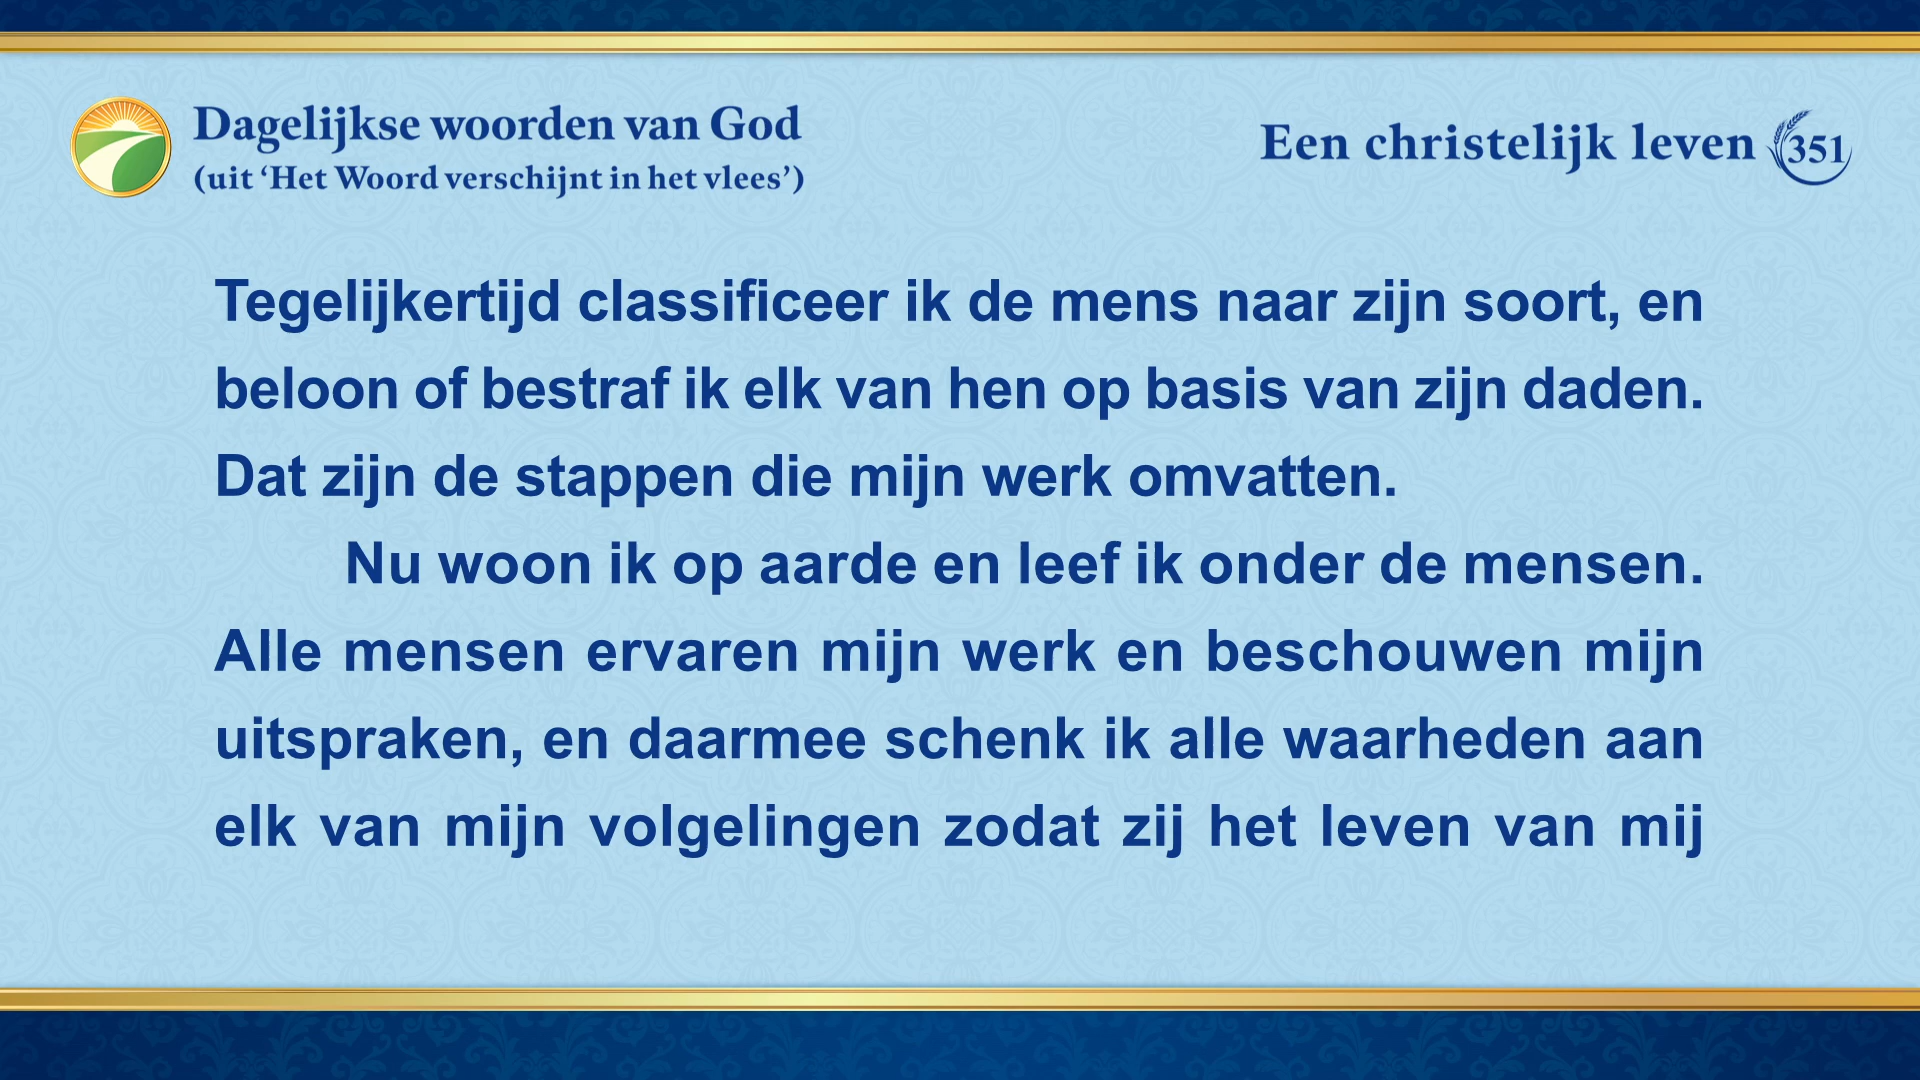 Dagelijkse woorden van God
(uit ‘Het Woord verschijnt in het vlees’)
Een christelijk leven 351
Tegelijkertijd classificeer ik de mens naar zijn soort, en
beloon of bestraf ik elk van hen op basis van zijn daden.
Dat zijn de stappen die mijn werk omvatten.
Nu woon ik op aarde en leef ik onder de mensen.
Alle mensen ervaren mijn werk en beschouwen mijn
uitspraken, en daarmee schenk ik alle waarheden aan
elk van mijn volgelingen zodat zij het leven van mij